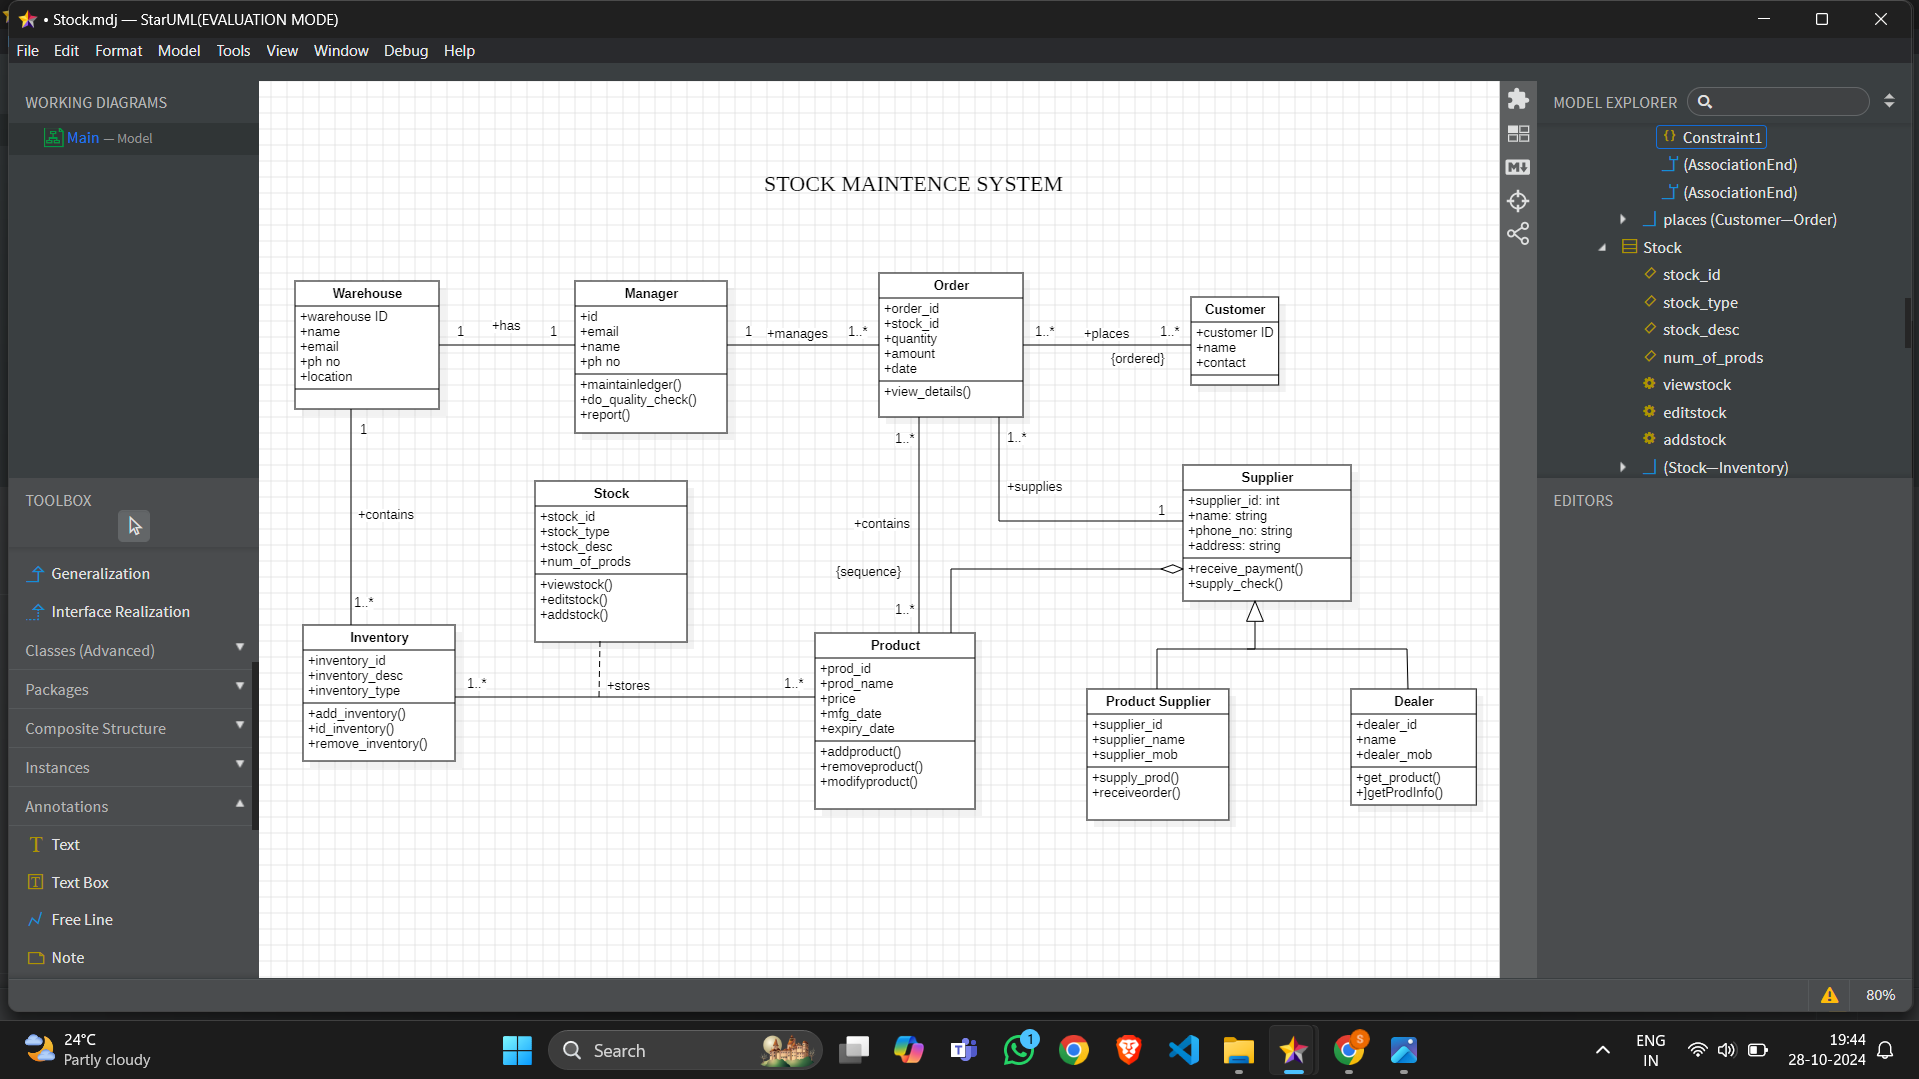 • Stock.mdj — StarUML(EVALUATION MODE)
File Edit Format Model Tools View Window Debug Help
WORKING DIAGRAMS
Main — Model
TOOLBOX
Generalization
Interface Realization
Classes (Advanced)
Packages
Composite Structure
Instances
Annotations
Text
Text Box
Free Line
Note
STOCK MAINTENCE SYSTEM
Warehouse
+warehouse ID
+name
+email
+ph no
+location
1 +has 1
Manager
+id
+email
+name
+ph no
+maintainledger()
+do_quality_check()
+report()
1 +manages 1..*
Order
+order_id
+stock_id
+quantity
+amount
+date
+view_details()
1..* +places 1..*
{ordered}
Customer
+customer ID
+name
+contact
1
+contains
1..*
Stock
+stock_id
+stock_type
+stock_desc
+num_of_prods
+viewstock()
+editstock()
+addstock()
1..*
+contains
{sequence}
1..*
1..*
+supplies
1
Supplier
+supplier_id: int
+name: string
+phone_no: string
+address: string
+receive_payment()
+supply_check()
Inventory
+inventory_id
+inventory_desc
+inventory_type
+add_inventory()
+id_inventory()
+remove_inventory()
1..* +stores 1..*
Product
+prod_id
+prod_name
+price
+mfg_date
+expiry_date
+addproduct()
+removeproduct()
+modifyproduct()
Product Supplier
+supplier_id
+supplier_name
+supplier_mob
+supply_prod()
+receiveorder()
Dealer
+dealer_id
+name
+dealer_mob
+get_product()
+]getProdInfo()
MODEL EXPLORER
{} Constraint1
(AssociationEnd)
(AssociationEnd)
places (Customer—Order)
Stock
stock_id
stock_type
stock_desc
num_of_prods
viewstock
editstock
addstock
(Stock—Inventory)
EDITORS
80%
24°C
Partly cloudy
Search
1
S
ENG
IN
19:44
28-10-2024